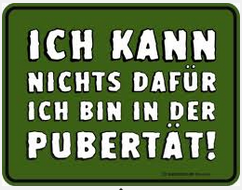 ICH KANN
NICHTS DAFÜR
ICH BIN IN DER
PUBERTÄT!